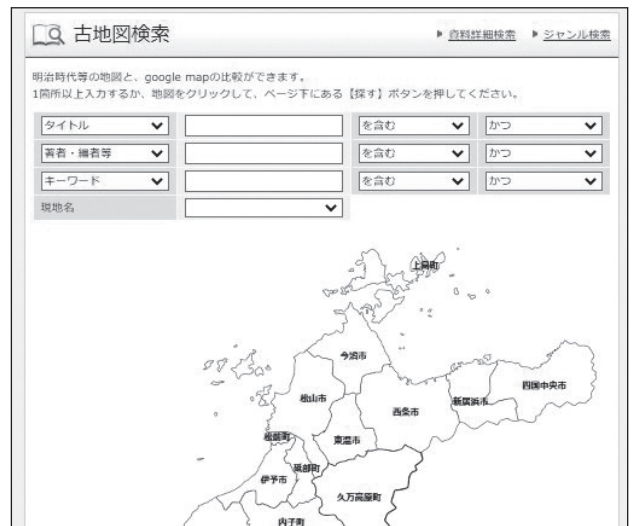 古地図検索
資料詳細検索 ジャンル検索
明治時代等の地図と、google mapの比較ができます。
1箇所以上入力するか、地図をクリックして、ページ下にある【探す】ボタンを押してください。
タイトル を含む かつ
著者・編者等 を含む かつ
キーワード を含む かつ
現地名
上島町
今治市
四国中央市
松山市
新居浜市
西条市
松前町
東温市
砥部町
伊予市
久万高原町
内子町